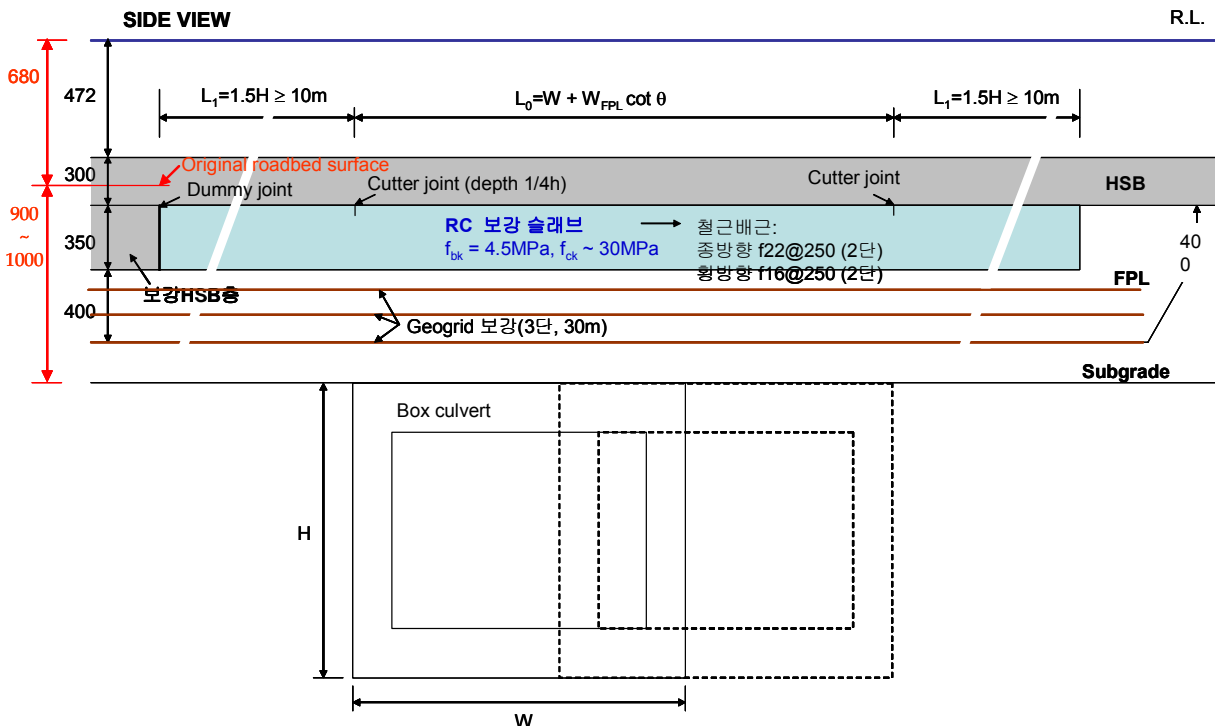 SIDE VIEW
R.L.
680
472
L₁=1.5H ≥ 10m
L₀=W + W_FPL cot θ
L₁=1.5H ≥ 10m
Original roadbed surface
300
Dummy joint
Cutter joint (depth 1/4h)
Cutter joint
HSB
900
~
1000
350
RC 보강 슬래브
f_bk = 4.5MPa, f_ck ~ 30MPa
철근배근:
종방향 f22@250 (2단)
횡방향 f16@250 (2단)
40
0
보강HSB층
FPL
400
Geogrid 보강(3단, 30m)
Subgrade
Box culvert
H
W